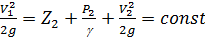 V₁²/2g = Z₂ + P₂/γ + V₂²/2g = const